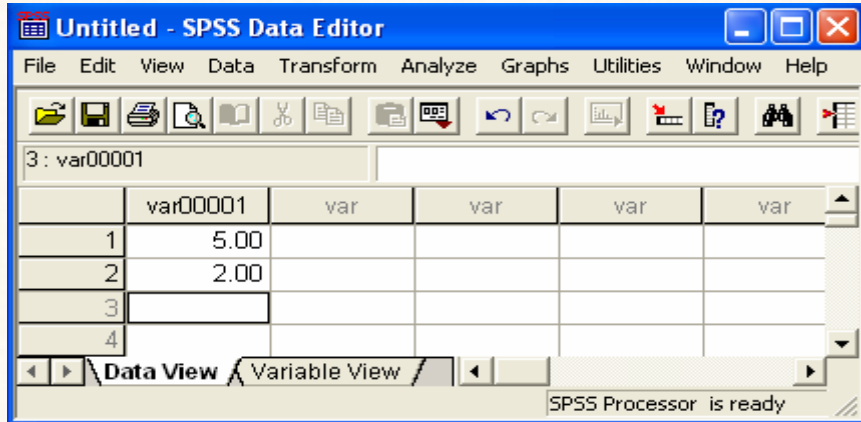 Untitled - SPSS Data Editor
File Edit View Data Transform Analyze Graphs Utilities Window Help
3 : var00001
var00001 var var var var
1 5.00
2 2.00
3
4
Data View Variable View
SPSS Processor is ready